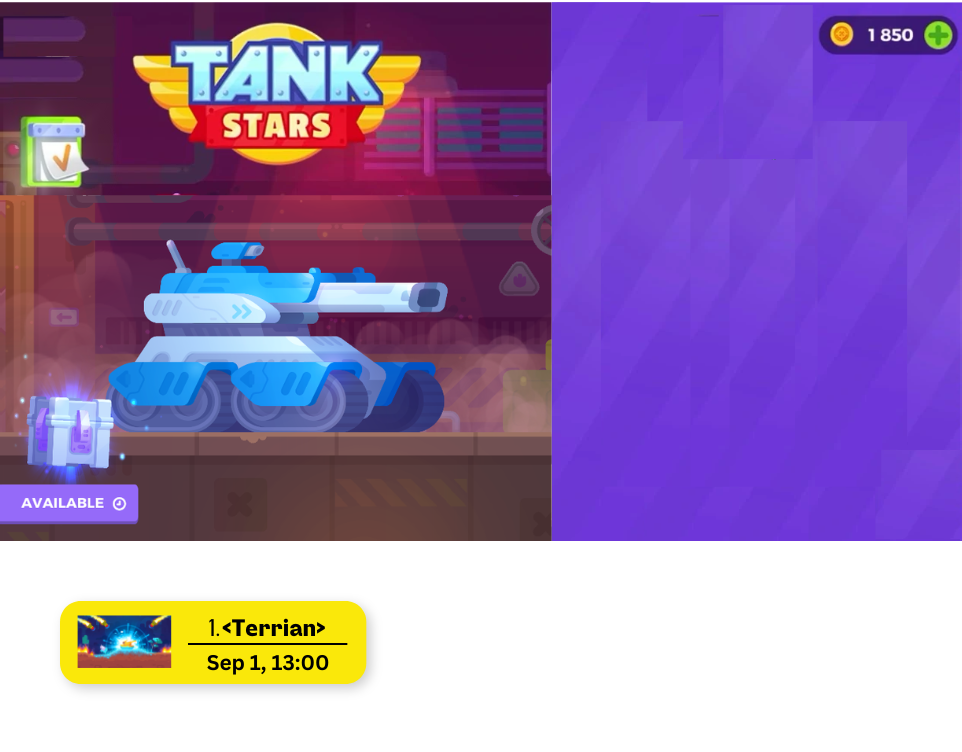 TANK
STARS
1 850
AVAILABLE
1.<Terrian>
Sep 1, 13:00